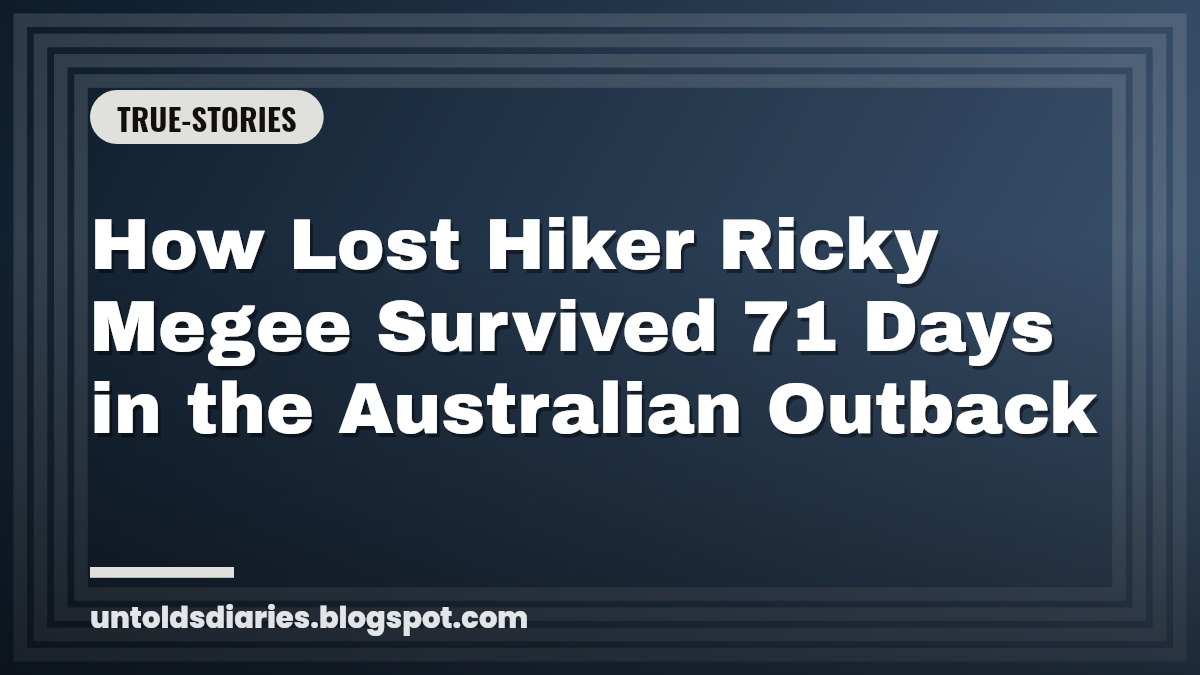 TRUE-STORIES
How Lost Hiker Ricky
Megee Survived 71 Days
in the Australian Outback
untoldsdiaries.blogspot.com